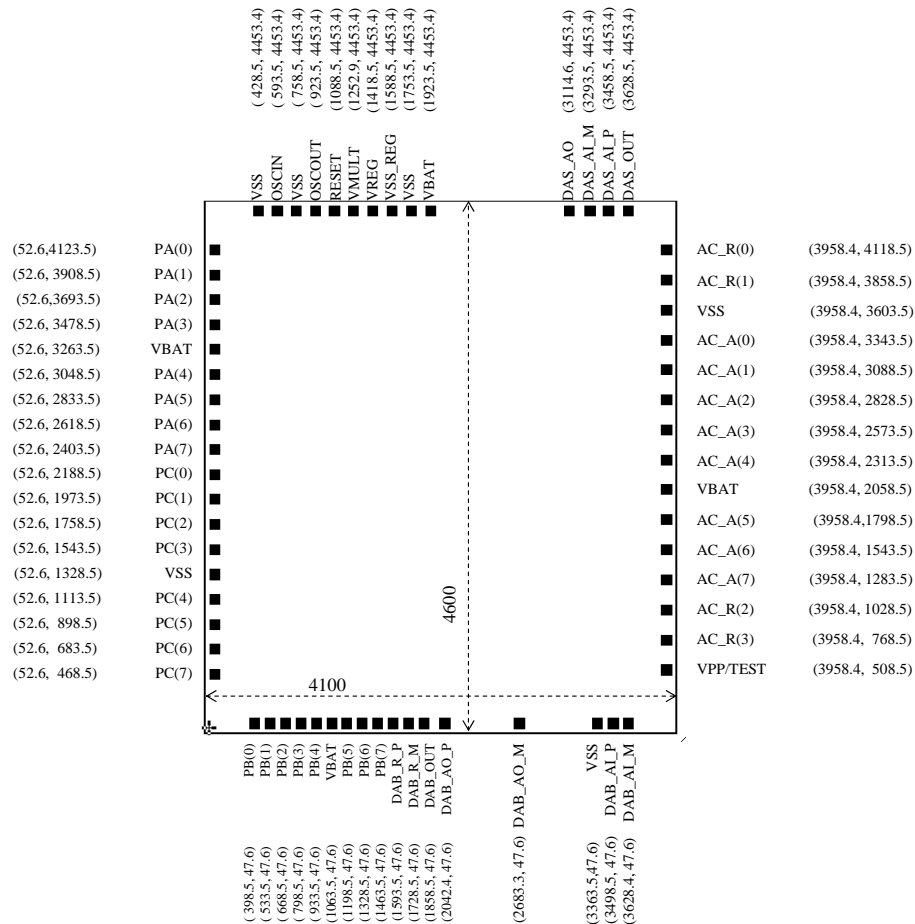 ( 428.5, 4453.4)
( 593.5, 4453.4)
( 758.5, 4453.4)
( 923.5, 4453.4)
(1088.5, 4453.4)
(1252.9, 4453.4)
(1418.5, 4453.4)
(1588.5, 4453.4)
(1753.5, 4453.4)
(1923.5, 4453.4)
(3114.6, 4453.4)
(3293.5, 4453.4)
(3458.5, 4453.4)
(3628.5, 4453.4)
VSS
OSCIN
VSS
OSCOUT
RESET
VMULT
VREG
VSS_REG
VSS
VBAT
DAS_AO
DAS_AI_M
DAS_AI_P
DAS_OUT
(52.6,4123.5) PA(0)
(52.6, 3908.5) PA(1)
(52.6,3693.5) PA(2)
(52.6, 3478.5) PA(3)
(52.6, 3263.5) VBAT
(52.6, 3048.5) PA(4)
(52.6, 2833.5) PA(5)
(52.6, 2618.5) PA(6)
(52.6, 2403.5) PA(7)
(52.6, 2188.5) PC(0)
(52.6, 1973.5) PC(1)
(52.6, 1758.5) PC(2)
(52.6, 1543.5) PC(3)
(52.6, 1328.5) VSS
(52.6, 1113.5) PC(4)
(52.6, 898.5) PC(5)
(52.6, 683.5) PC(6)
(52.6, 468.5) PC(7)
AC_R(0) (3958.4, 4118.5)
AC_R(1) (3958.4, 3858.5)
VSS (3958.4, 3603.5)
AC_A(0) (3958.4, 3343.5)
AC_A(1) (3958.4, 3088.5)
AC_A(2) (3958.4, 2828.5)
AC_A(3) (3958.4, 2573.5)
AC_A(4) (3958.4, 2313.5)
VBAT (3958.4, 2058.5)
AC_A(5) (3958.4,1798.5)
AC_A(6) (3958.4, 1543.5)
AC_A(7) (3958.4, 1283.5)
AC_R(2) (3958.4, 1028.5)
AC_R(3) (3958.4, 768.5)
VPP/TEST (3958.4, 508.5)
4600
4100
PB(0)
PB(1)
PB(2)
PB(3)
PB(4)
VBAT
PB(5)
PB(6)
PB(7)
DAB_R_P
DAB_R_M
DAB_OUT
DAB_AO_P
DAB_AO_M
VSS
DAB_AI_P
DAB_AI_M
( 398.5, 47.6)
( 533.5, 47.6)
( 668.5, 47.6)
( 798.5, 47.6)
( 933.5, 47.6)
(1063.5, 47.6)
(1198.5, 47.6)
(1328.5, 47.6)
(1463.5, 47.6)
(1593.5, 47.6)
(1728.5, 47.6)
(1858.5, 47.6)
(2042.4, 47.6)
(2683.3, 47.6)
(3363.5,47.6)
(3498.5, 47.6)
(3628.4, 47.6)